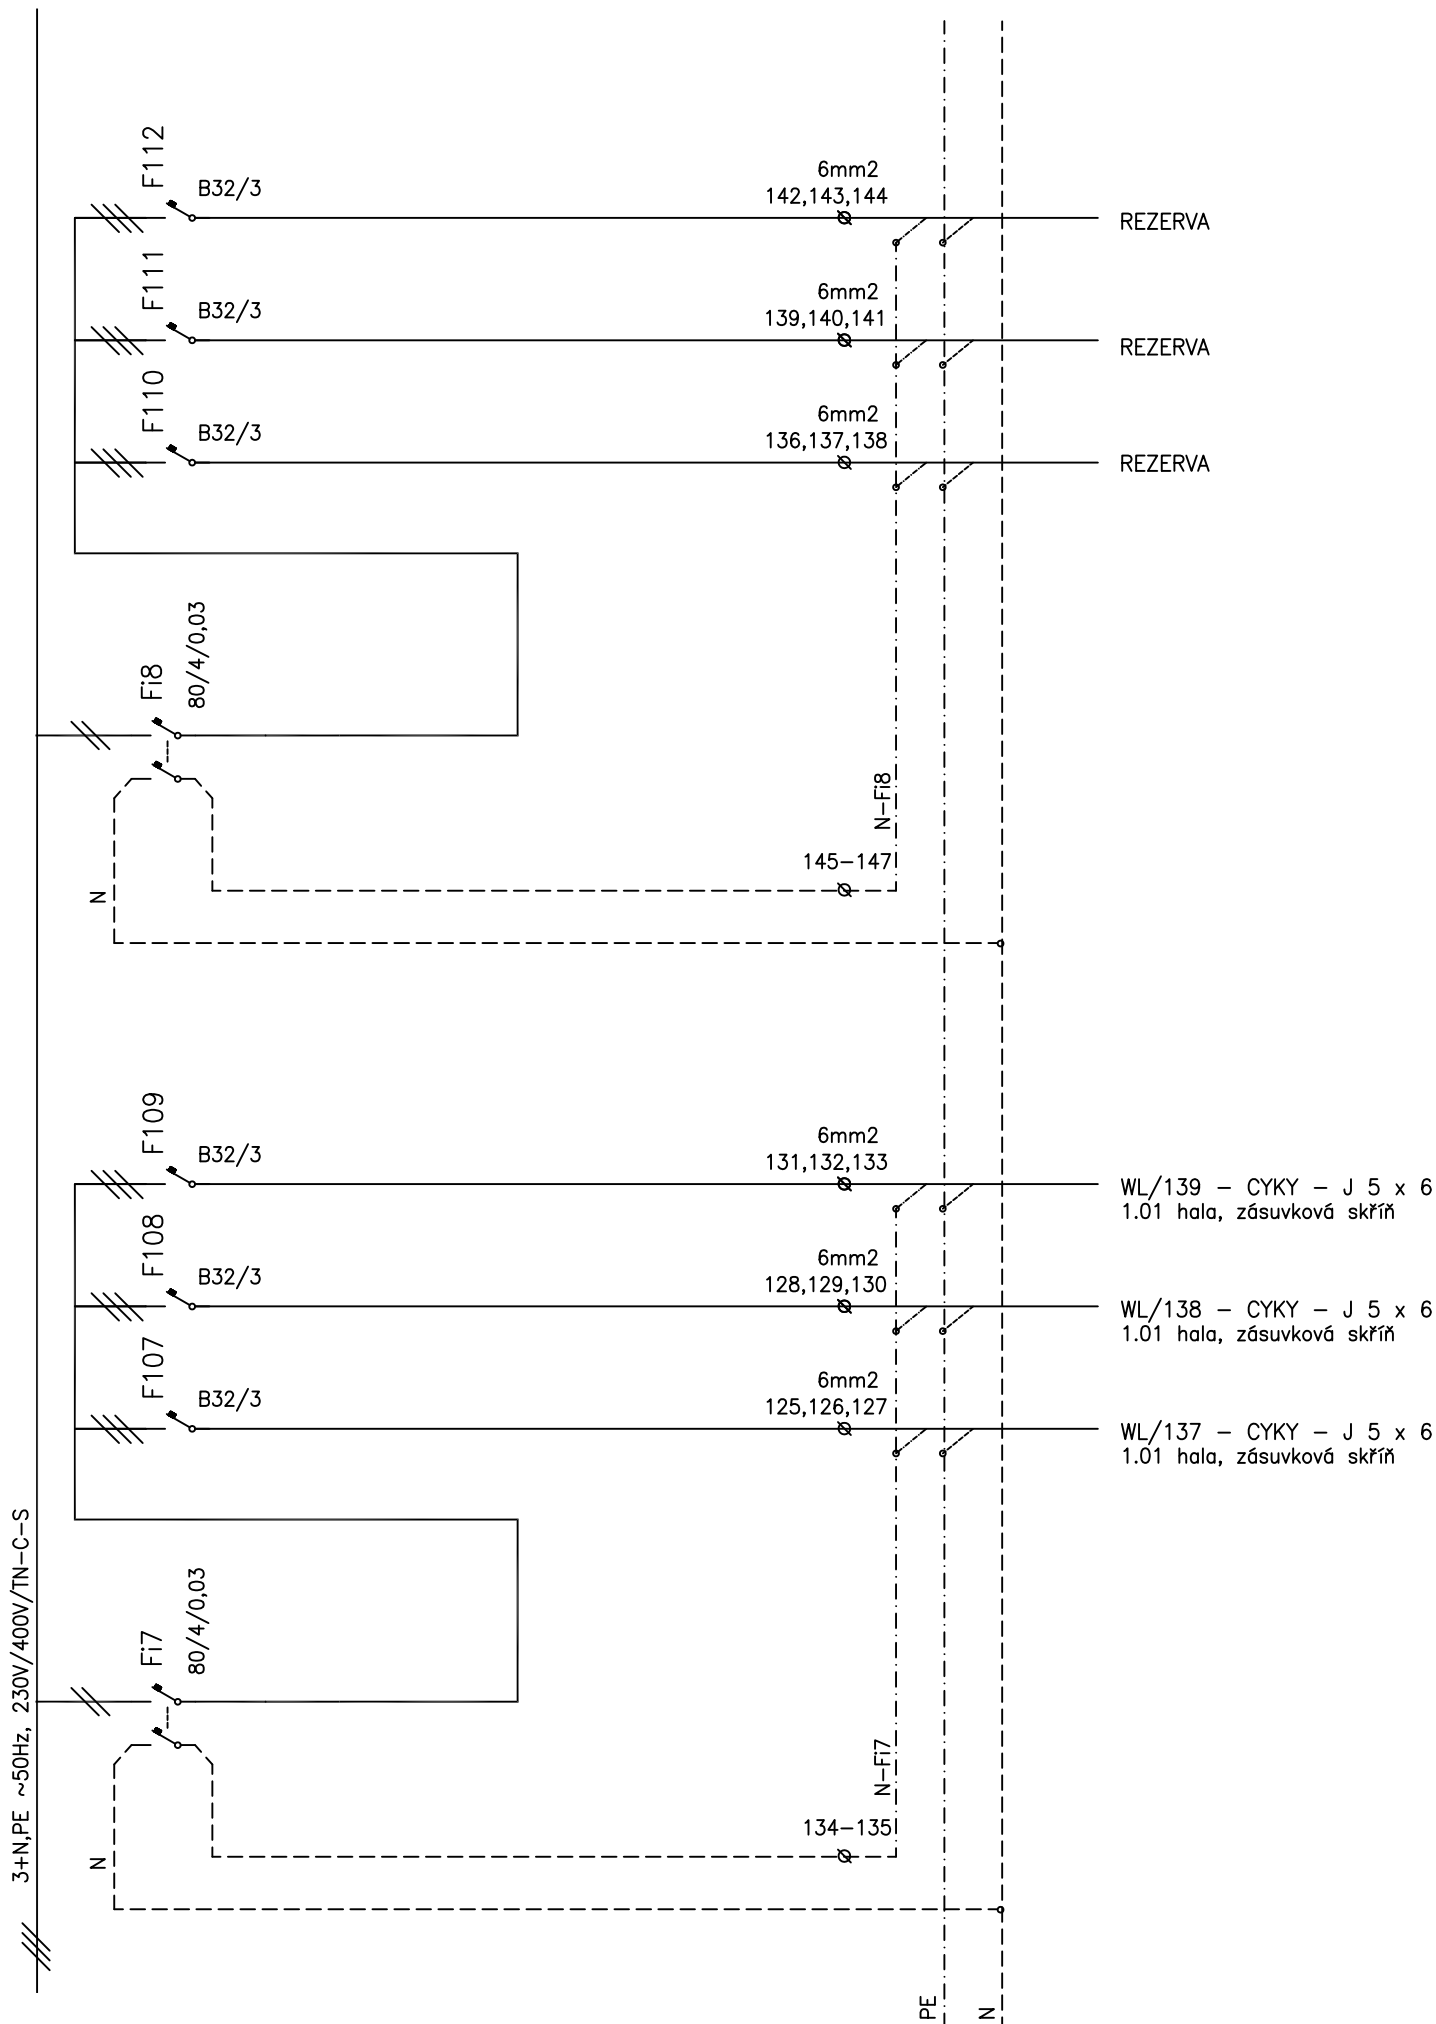 F112
B32/3
6mm2
142,143,144
REZERVA
F111
B32/3
6mm2
139,140,141
REZERVA
F110
B32/3
6mm2
136,137,138
REZERVA
Fi8
80/4/0,03
N-Fi8
145-147
N
F109
B32/3
6mm2
131,132,133
WL/139 - CYKY - J 5 x 6
1.01 hala, zásuvková skříň
F108
B32/3
6mm2
128,129,130
WL/138 - CYKY - J 5 x 6
1.01 hala, zásuvková skříň
F107
B32/3
6mm2
125,126,127
WL/137 - CYKY - J 5 x 6
1.01 hala, zásuvková skříň
3+N,PE ~50Hz, 230V/400V/TN-C-S
Fi7
80/4/0,03
N-Fi7
134-135
N
PE
N